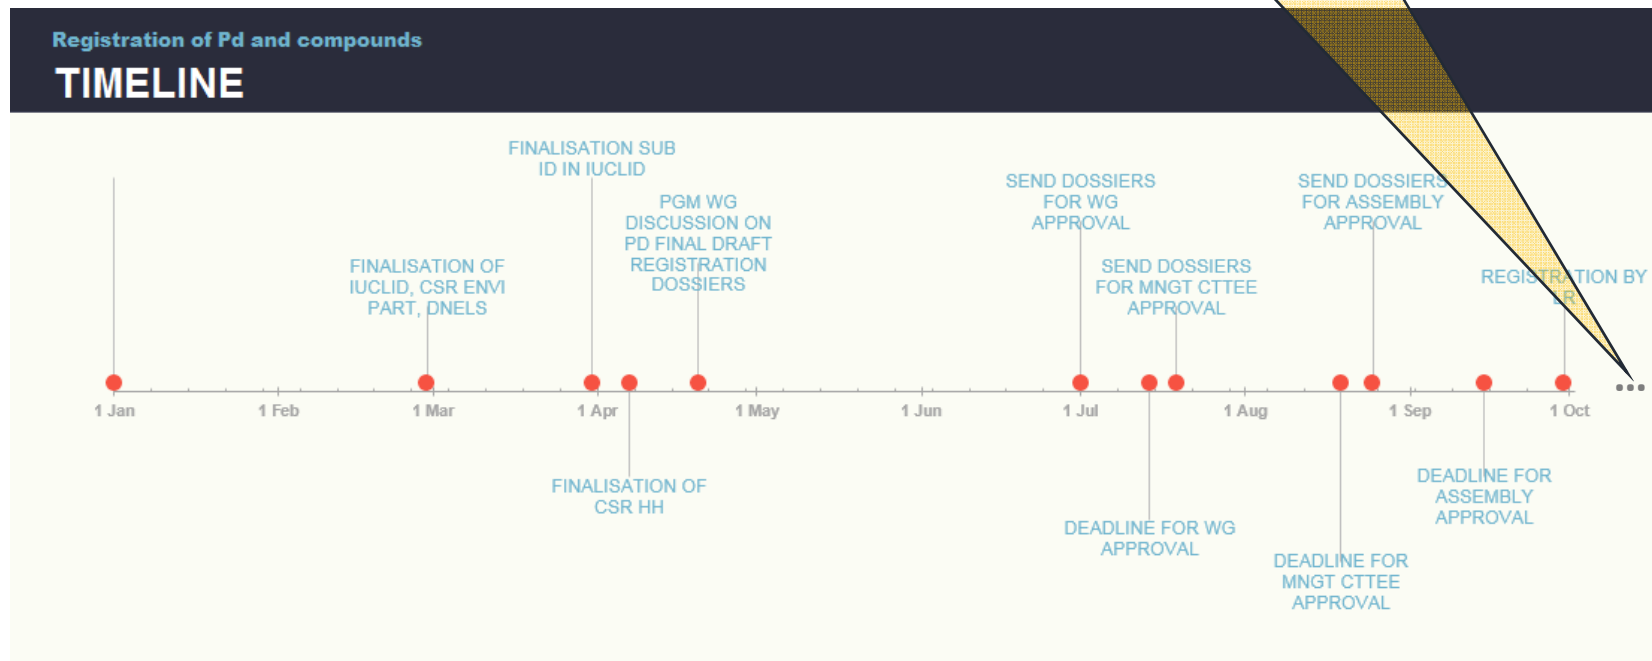 Registration of Pd and compounds
TIMELINE
FINALISATION SUB
ID IN IUCLID
PGM WG
DISCUSSION ON
PD FINAL DRAFT
REGISTRATION
DOSSIERS
FINALISATION OF
IUCLID, CSR ENVI
PART, DNELS
SEND DOSSIERS
FOR WG
APPROVAL
SEND DOSSIERS
FOR MNGT CTTEE
APPROVAL
SEND DOSSIERS
FOR ASSEMBLY
APPROVAL
REGISTRATION BY
LR
1 Jan
1 Feb
1 Mar
1 Apr
1 May
1 Jun
1 Jul
1 Aug
1 Sep
1 Oct
FINALISATION OF
CSR HH
DEADLINE FOR WG
APPROVAL
DEADLINE FOR
MNGT CTTEE
APPROVAL
DEADLINE FOR
ASSEMBLY
APPROVAL